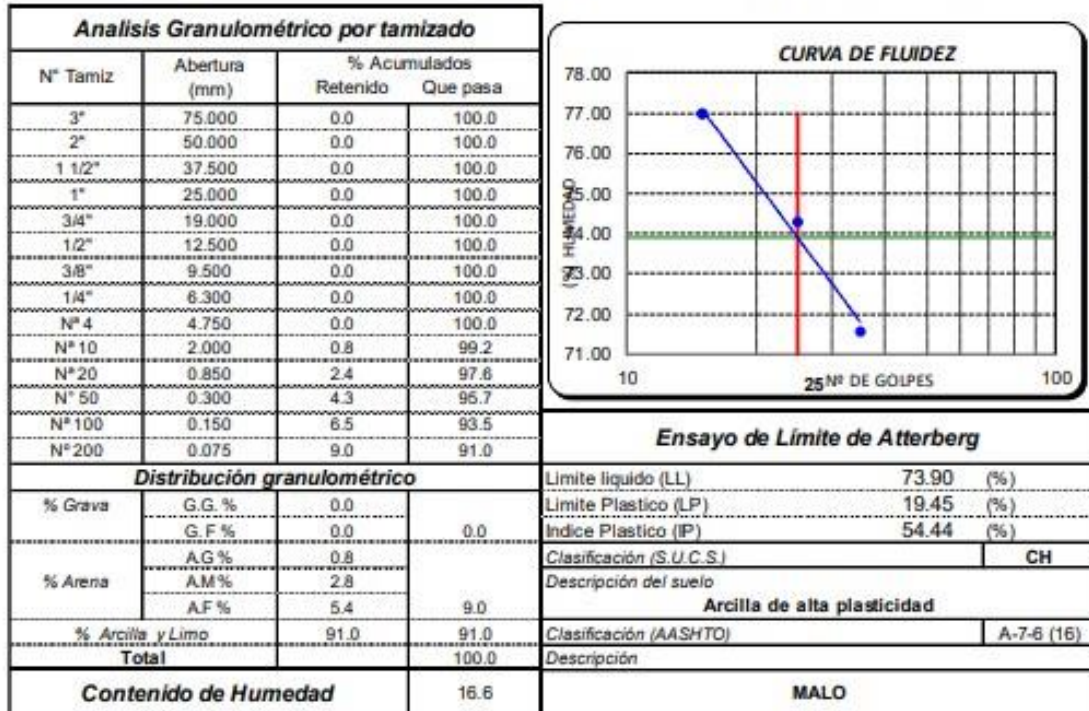 Analisis Granulométrico por tamizado
N° Tamiz Abertura (mm) % Acumulados
Retenido Que pasa
3" 75.000 0.0 100.0
2" 50.000 0.0 100.0
1 1/2" 37.500 0.0 100.0
1" 25.000 0.0 100.0
3/4" 19.000 0.0 100.0
1/2" 12.500 0.0 100.0
3/8" 9.500 0.0 100.0
1/4" 6.300 0.0 100.0
Nª 4 4.750 0.0 100.0
Nª 10 2.000 0.8 99.2
Nª 20 0.850 2.4 97.6
N° 50 0.300 4.3 95.7
Nª 100 0.150 6.5 93.5
Nª 200 0.075 9.0 91.0
Distribución granulométrico
% Grava G.G. % 0.0
G. F % 0.0 0.0
A.G % 0.8
% Arena A.M % 2.8
A.F % 5.4 9.0
% Arcilla y Limo 91.0 91.0
Total 100.0
Contenido de Humedad 16.6
CURVA DE FLUIDEZ
78.00
77.00
76.00
75.00
74.00
73.00
72.00
71.00
(%) HUMEDAD
10 25 Nª DE GOLPES 100
Ensayo de Límite de Atterberg
Limite liquido (LL) 73.90 (%)
Limite Plastico (LP) 19.45 (%)
Indice Plastico (IP) 54.44 (%)
Clasificación (S.U.C.S.) CH
Descripción del suelo
Arcilla de alta plasticidad
Clasificación (AASHTO) A-7-6 (16)
Descripción
MALO